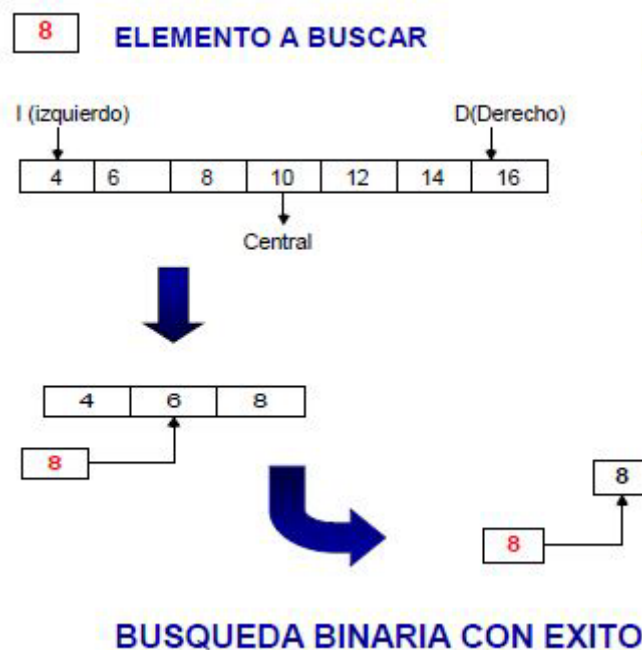 8 ELEMENTO A BUSCAR
I (izquierdo) D(Derecho)
4 6 8 10 12 14 16
Central
4 6 8
8
8
8
BUSQUEDA BINARIA CON EXITO